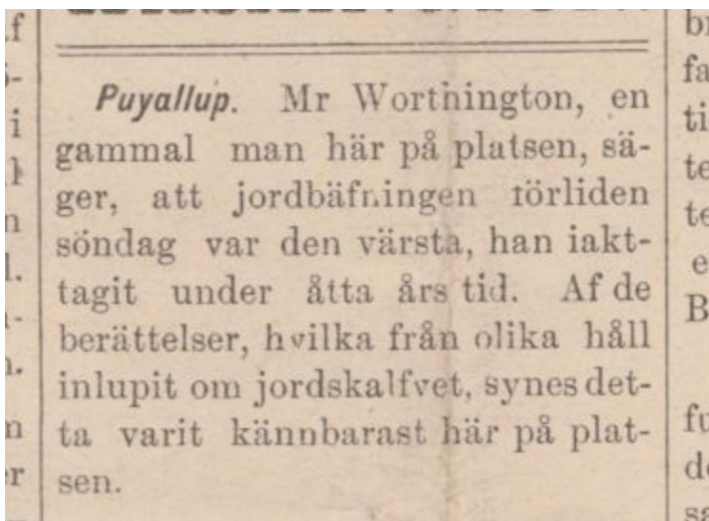 Puyallup. Mr Worthington, en
gammal man här på platsen, sä-
ger, att jordbäfningen förliden
söndag var den värsta, han iakt-
tagit under åtta års tid. Af de
berättelser, hvilka från olika håll
inlupit om jordskalfvet, synes det-
ta varit kännbarast här på plat-
sen.